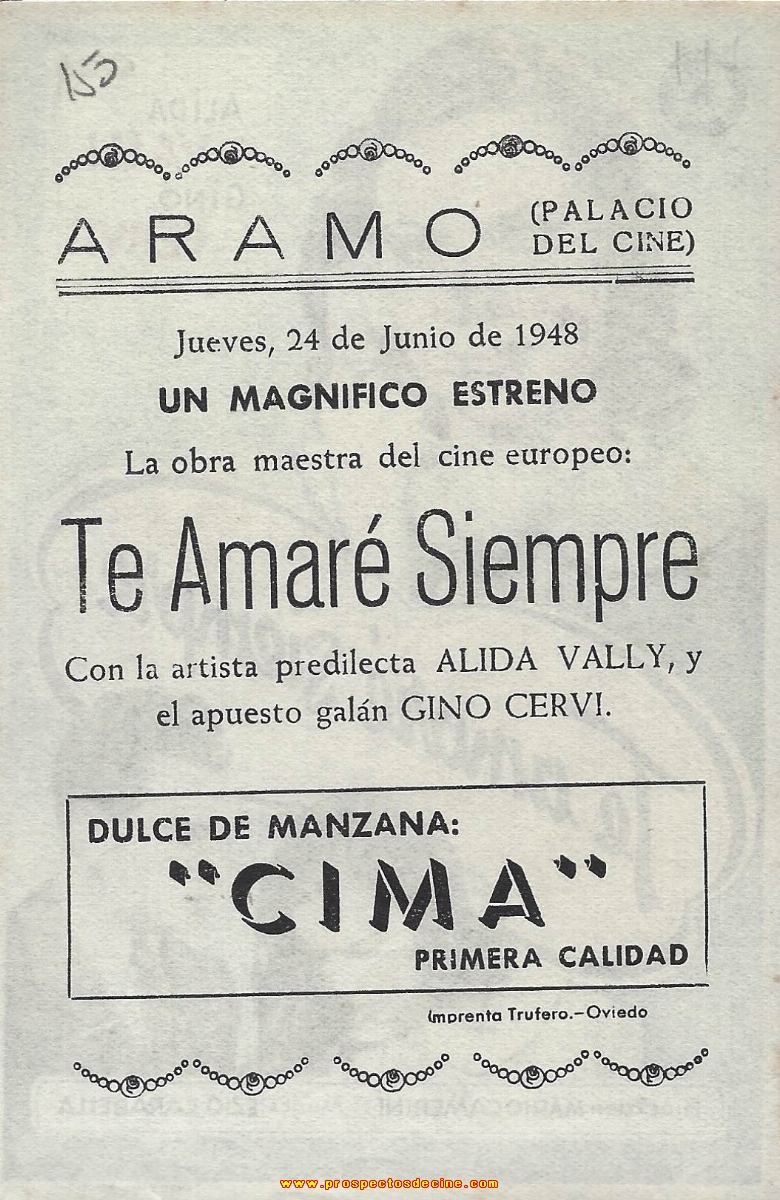 ARAMO (PALACIO
DEL CINE)
Jueves, 24 de Junio de 1948
UN MAGNIFICO ESTRENO
La obra maestra del cine europeo:
Te Amaré Siempre
Con la artista predilecta ALIDA VALLY, y
el apuesto galán GINO CERVI.
DULCE DE MANZANA:
"CIMA"
PRIMERA CALIDAD
Imprenta Trufero.-Oviedo
www.prospectosdecine.com